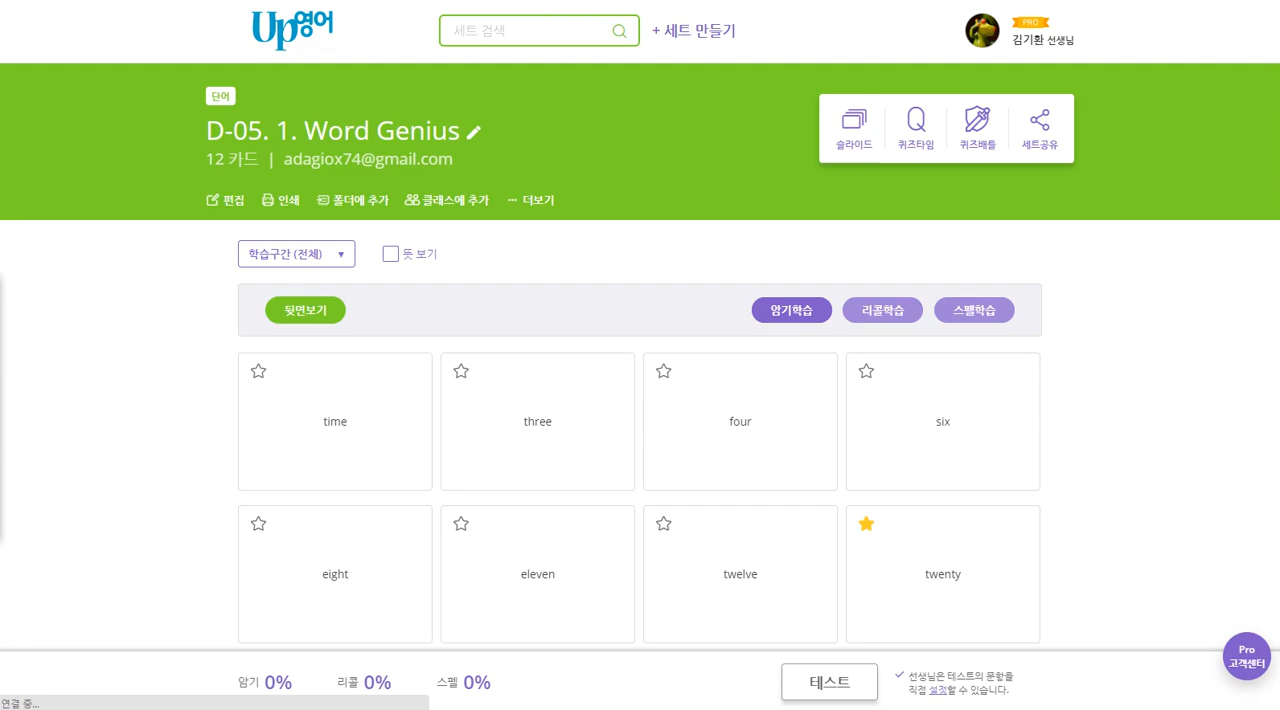 Up영어
세트 검색
+ 세트 만들기
PRO
김기환 선생님
단어
D-05. 1. Word Genius
12 카드 | adagiox74@gmail.com
슬라이드
퀴즈타임
퀴즈배틀
세트공유
편집
인쇄
폴더에 추가
클래스에 추가
··· 더보기
학습구간 (전체) ▼
뜻 보기
뒷면보기
암기학습
리콜학습
스펠학습
time
three
four
six
eight
eleven
twelve
twenty
Pro
고객센터
암기 0%
리콜 0%
스펠 0%
테스트
선생님은 테스트의 문항을
직접 설정할 수 있습니다.
연결 중...